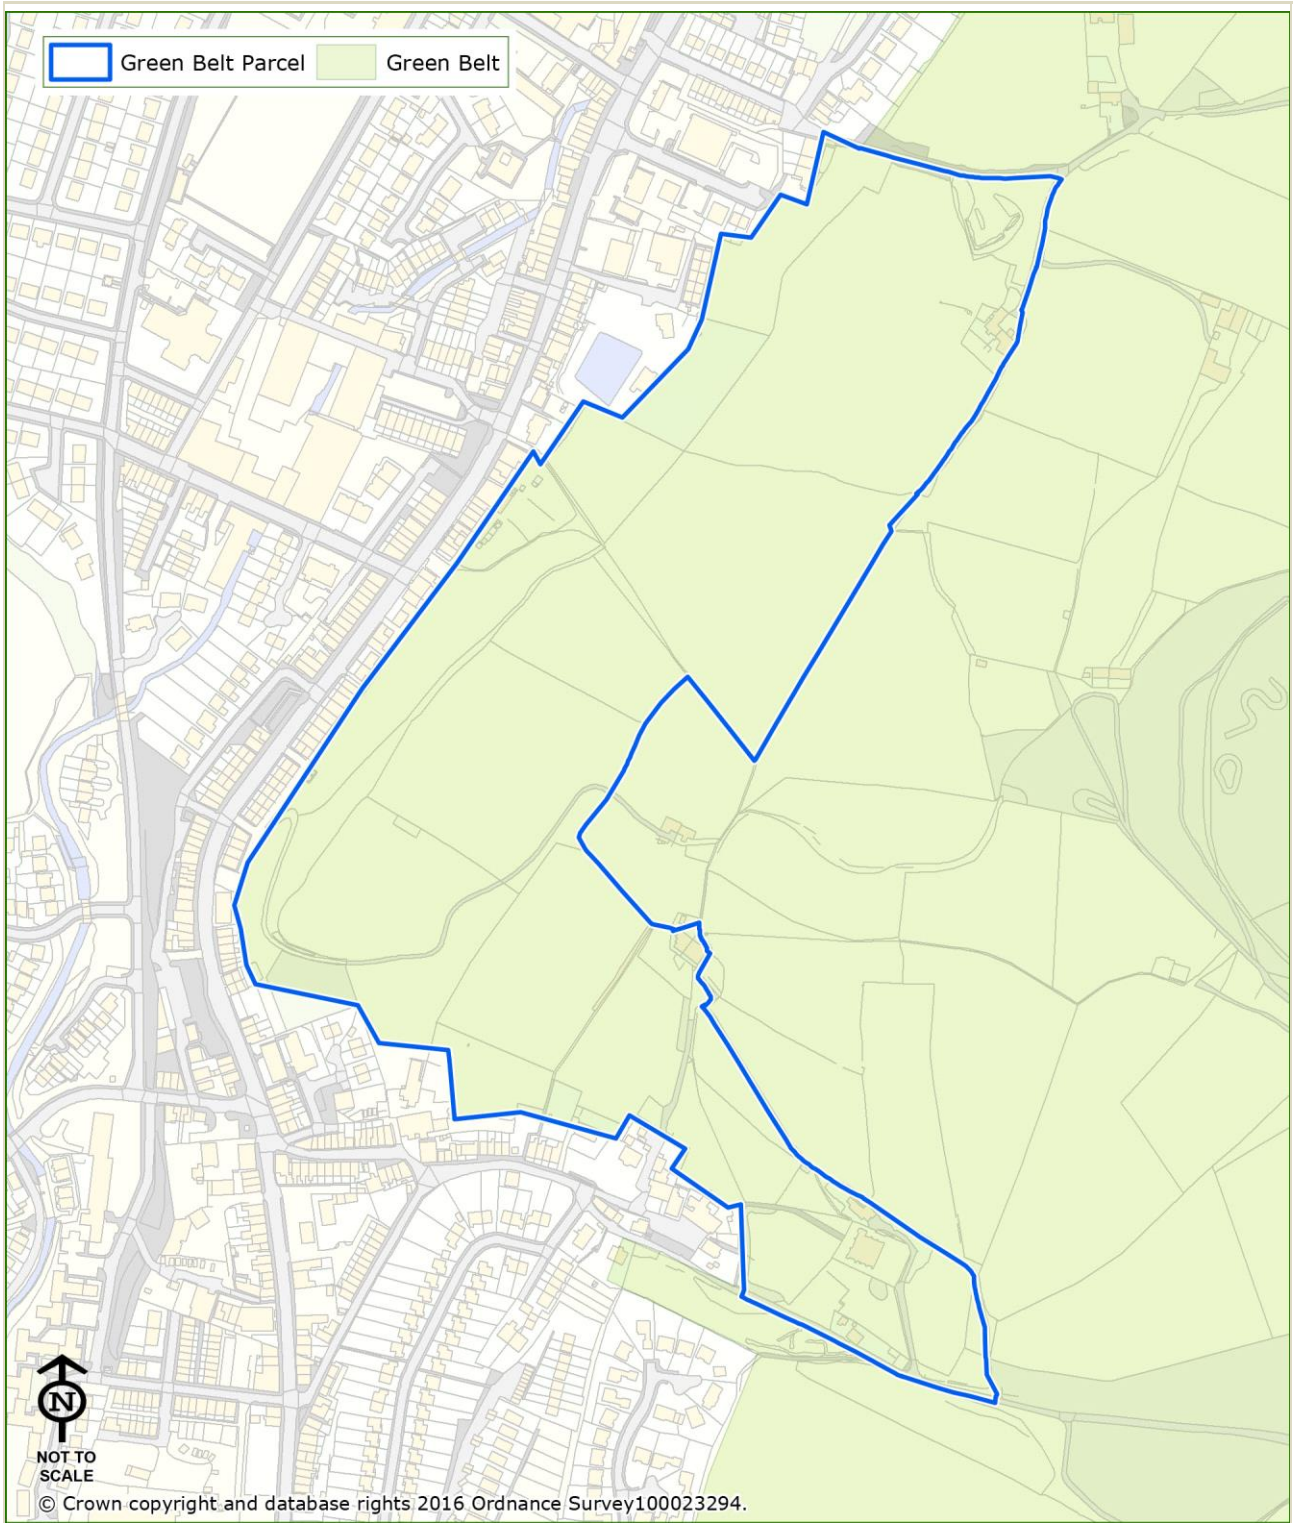 Green Belt Parcel
Green Belt
N
NOT TO
SCALE
© Crown copyright and database rights 2016 Ordnance Survey100023294.